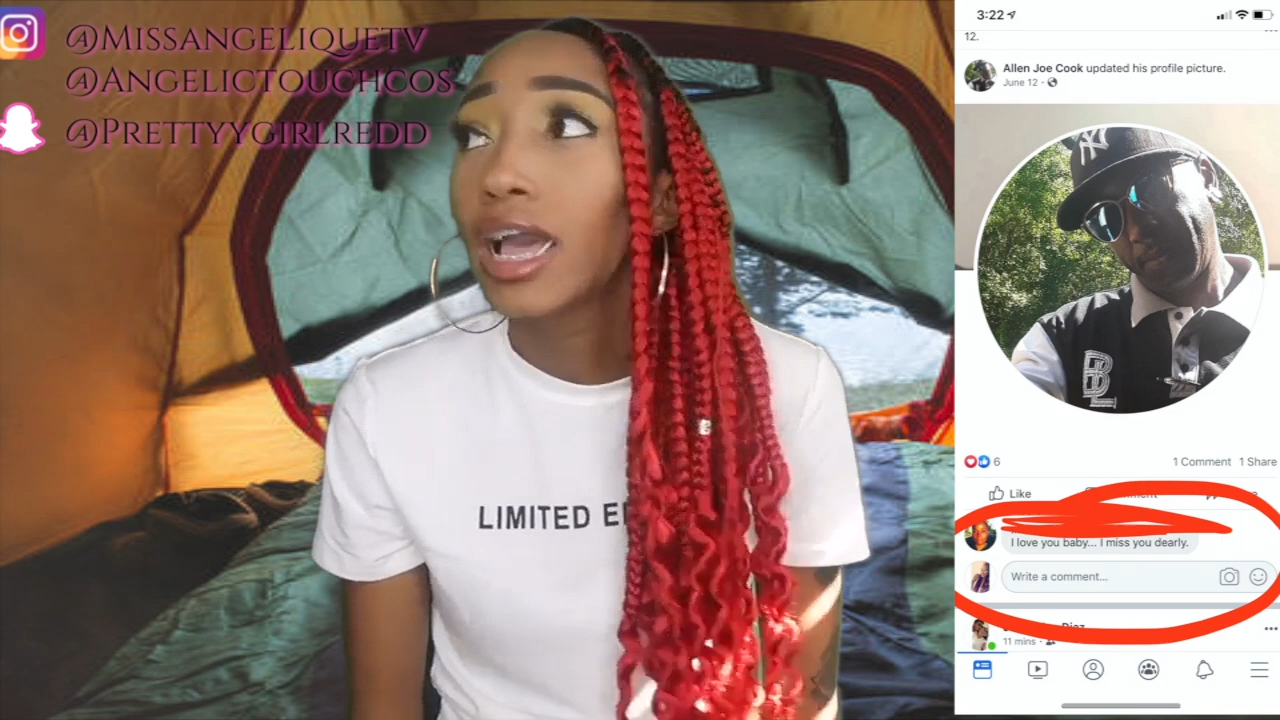 @MissangeliqueTV
@Angelictouchcos
@Prettyygirlredd
LIMITED
3:22
12.
Allen Joe Cook updated his profile picture.
June 12
6
1 Comment 1 Share
Like
I love you baby... I miss you dearly.
Write a comment...
11 mins